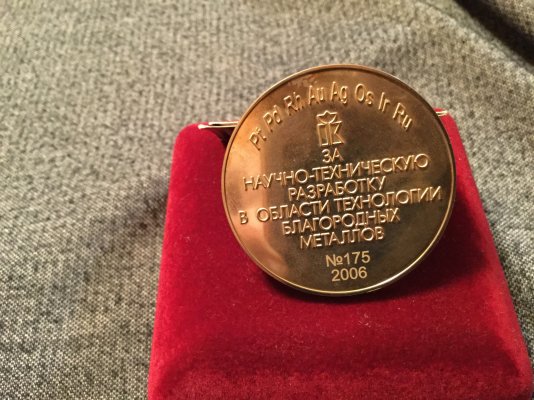 Pt Pd Rh Au Ag Os Ir Ru
ЗА
НАУЧНО-ТЕХНИЧЕСКУЮ
РАЗРАБОТКУ
В ОБЛАСТИ ТЕХНОЛОГИИ
БЛАГОРОДНЫХ
МЕТАЛЛОВ
№175
2006